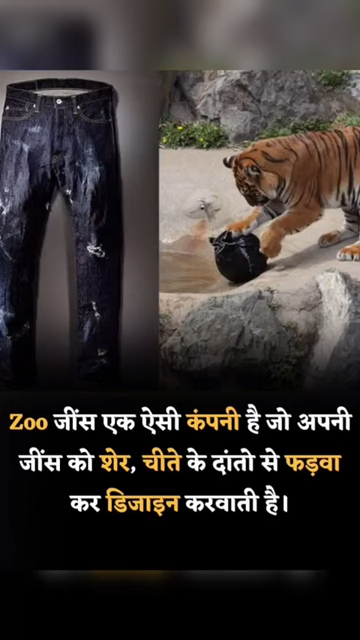 Zoo जींस एक ऐसी कंपनी है जो अपनी
जींस को शेर, चीते के दांतो से फड़वा
कर डिजाइन करवाती है।